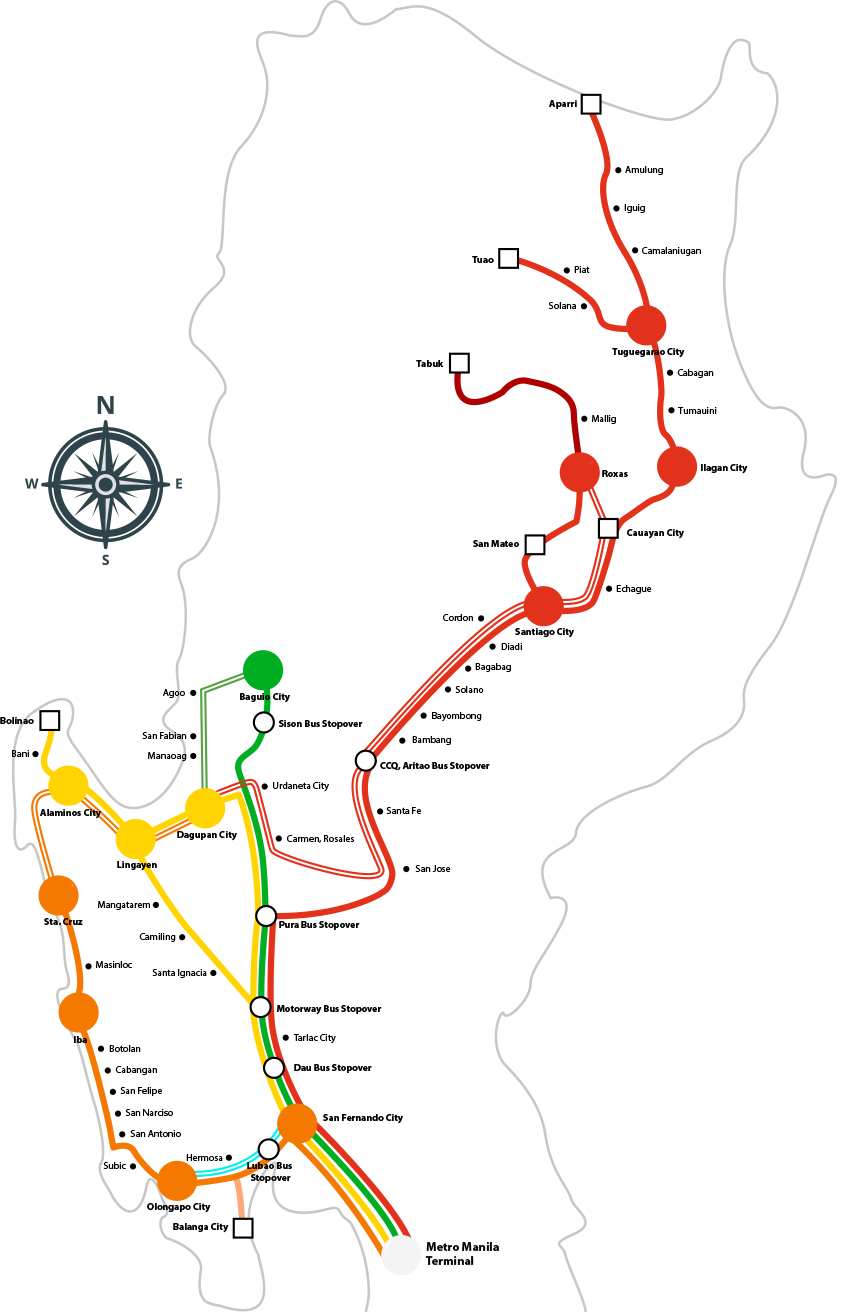 Aparri
Amulung
Iguig
Camalaniugan
Tuao
Piat
Solana
Tuguegarao City
Tabuk
Cabagan
N
Tumauini
Mallig
Roxas
Ilagan City
W
E
Cauayan City
San Mateo
S
Echague
Cordon
Santiago City
Diadi
Bagabag
Agoo
Baguio City
Solano
Bolinao
Sison Bus Stopover
Bayombong
San Fabian
Bambang
Bani
Manaoag
CCQ, Aritao Bus Stopover
Urdaneta City
Alaminos City
Santa Fe
Dagupan City
Carmen, Rosales
Lingayen
San Jose
Mangatarem
Sta. Cruz
Pura Bus Stopover
Camiling
Masinloc
Santa Ignacia
Motorway Bus Stopover
Iba
Tarlac City
Botolan
Cabangan
Dau Bus Stopover
San Felipe
San Narciso
San Fernando City
San Antonio
Hermosa
Subic
Lubao Bus
Stopover
Olongapo City
Balanga City
Metro Manila
Terminal